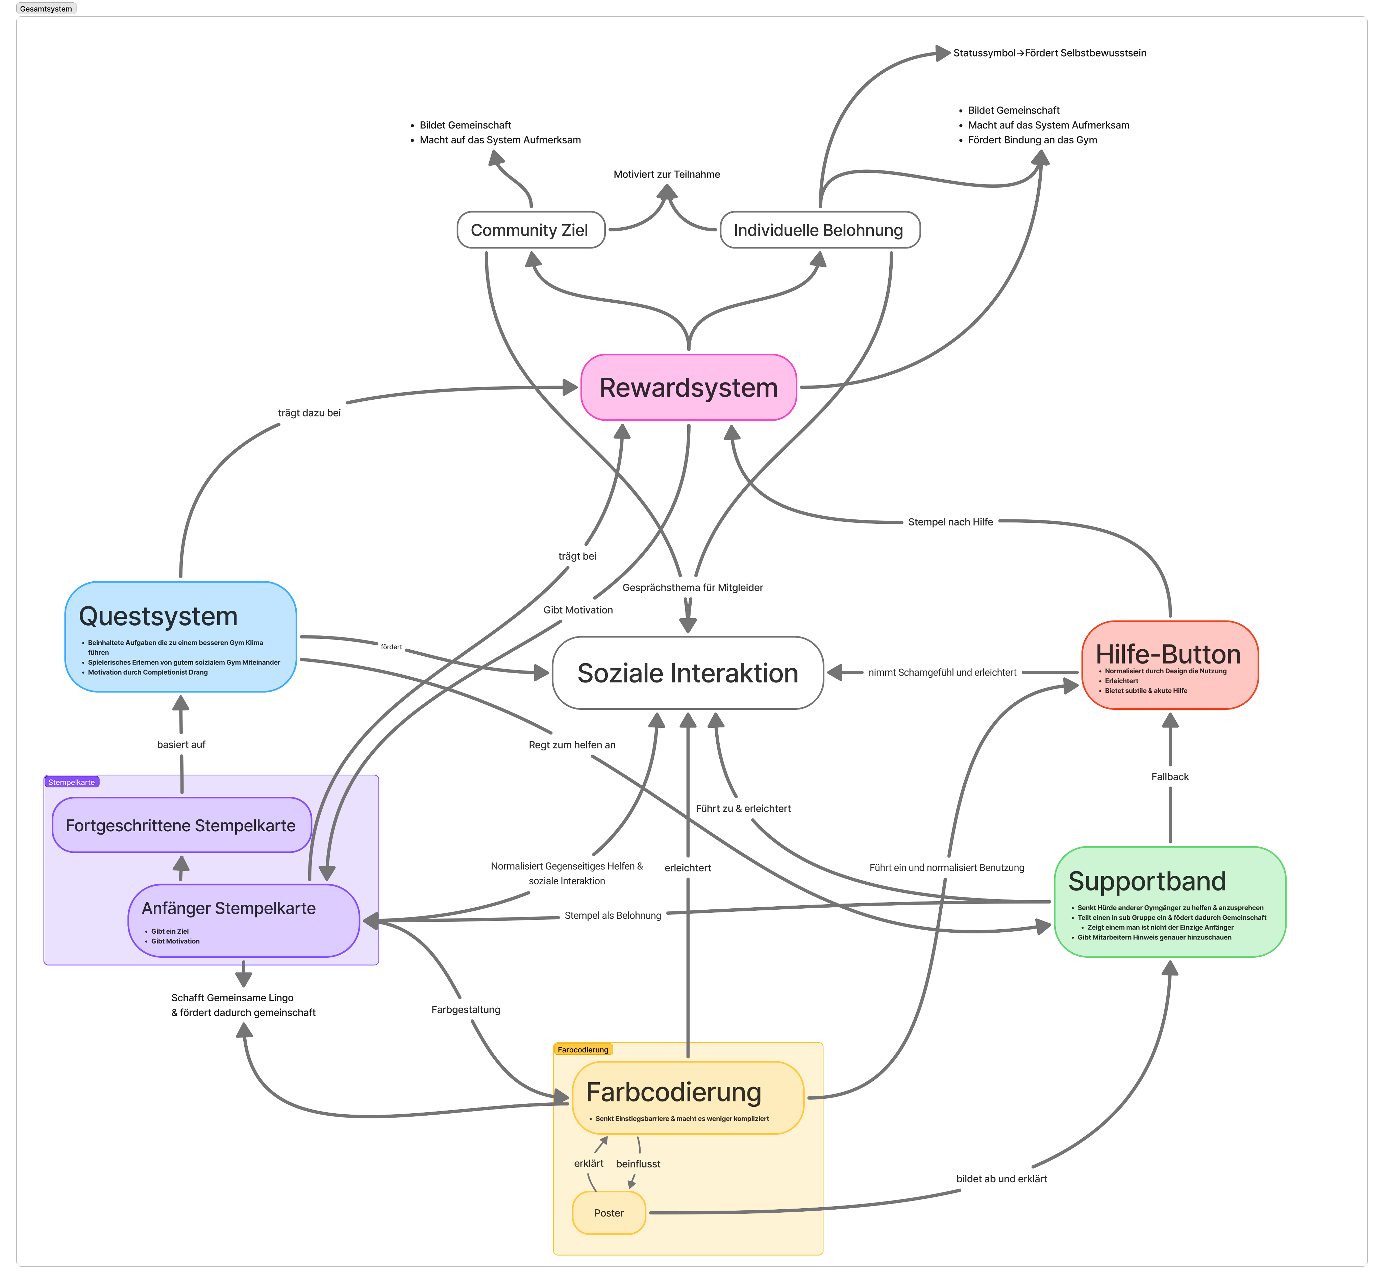 Gesamtsystem
Statussymbol→Fördert Selbstbewusstsein
• Bildet Gemeinschaft
• Macht auf das System Aufmerksam
• Fördert Bindung an das Gym
• Bildet Gemeinschaft
• Macht auf das System Aufmerksam
Motiviert zur Teilnahme
Community Ziel
Individuelle Belohnung
Rewardsystem
trägt dazu bei
Stempel nach Hilfe
trägt bei
Gesprächsthema für Mitgleider
Gibt Motivation
Questsystem
• Beinhaltete Aufgaben die zu einem besseren Gym Klima
führen
• Spielerisches Erlernen von gutem soizialem Gym Miteinander
• Motivation durch Completionist Drang
fördert
Soziale Interaktion
nimmt Schamgefühl und erleichtert
Hilfe-Button
• Normalisiert durch Design die Nutzung
• Erleichtert
• Bietet subtile & akute Hilfe
basiert auf
Regt zum helfen an
Fallback
Stempelkarte
Fortgeschrittene Stempelkarte
Führt zu & erleichtert
Normalisiert Gegenseitiges Helfen &
soziale Interaktion
erleichtert
Führt ein und normalisiert Benutzung
Anfänger Stempelkarte
• Gibt ein Ziel
• Gibt Motivation
Stempel als Belohnung
Supportband
• Senkt Hürde anderer Gymgänger zu helfen & anzusprehcen
• Teilt einen in sub Gruppe ein & födert dadurch Gemeinschaft
• Zeigt einem man ist nicht der Einzige Anfänger
• Gibt Mitarbeitern Hinweis genauer hinzuschauen
Schafft Gemeinsame Lingo
& fördert dadurch gemeinschaft
Farbgestaltung
Farbcodierung
Farbcodierung
• Senkt Einstiegsbarriere & macht es weniger kompliziert
erklärt
beinflusst
Poster
bildet ab und erklärt